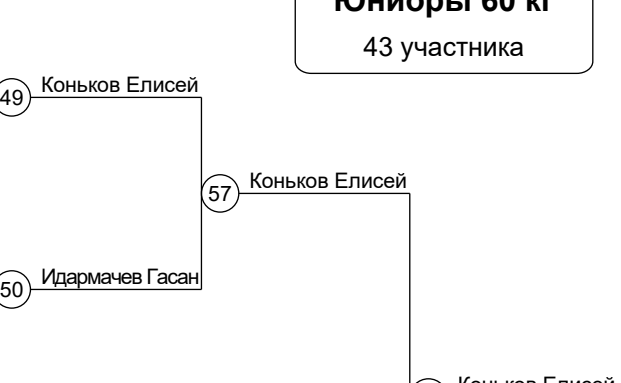 Юниоры 60 кг
43 участника
49
Коньков Елисей
57
Коньков Елисей
50
Идармачев Гасан
Коньков Елисей